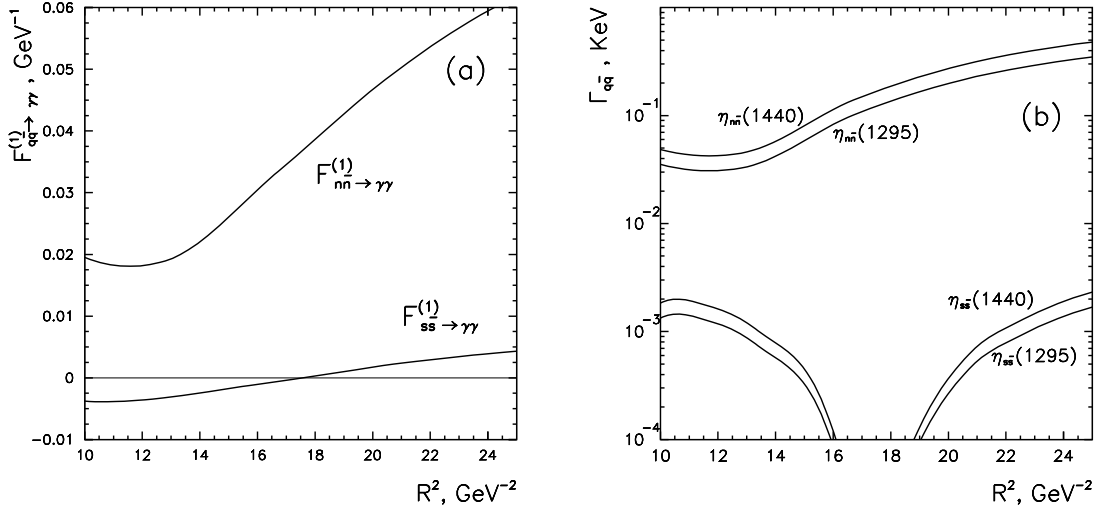 F^(1)_qq̄→γγ , GeV^−1
0.06
0.05
0.04
0.03
0.02
0.01
0
−0.01
(a)
F^(1)_nn̄→γγ
F^(1)_ss̄→γγ
10 12 14 16 18 20 22 24
R², GeV^−2
Γ_qq̄ , KeV
10^−1
10^−2
10^−3
10^−4
(b)
η_nn̄(1440)
η_nn̄(1295)
η_ss̄(1440)
η_ss̄(1295)
10 12 14 16 18 20 22 24
R², GeV^−2